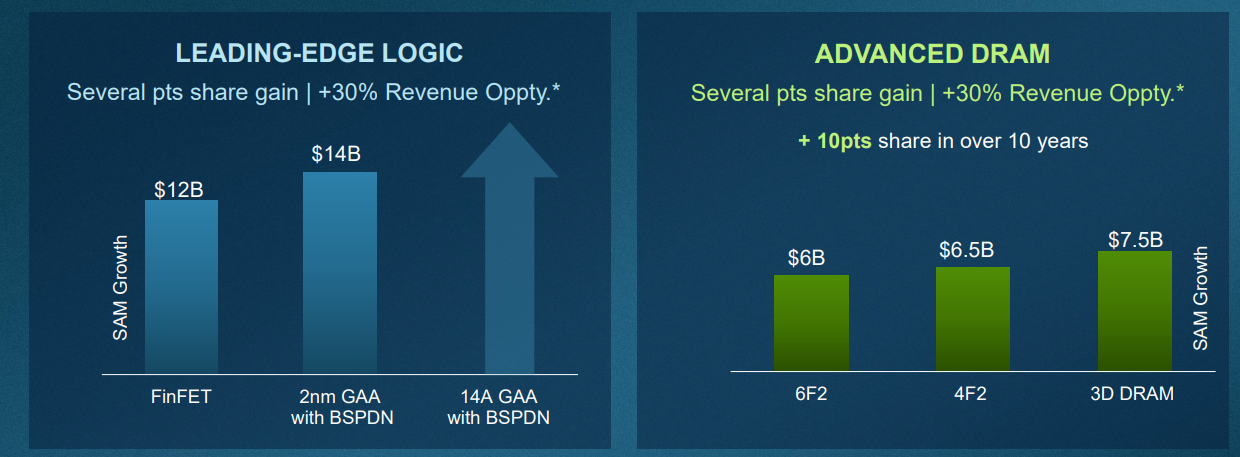 LEADING-EDGE LOGIC
Several pts share gain | +30% Revenue Oppty.*
$14B
$12B
SAM Growth
FinFET
2nm GAA
with BSPDN
14A GAA
with BSPDN
ADVANCED DRAM
Several pts share gain | +30% Revenue Oppty.*
+ 10pts share in over 10 years
$6B
$6.5B
$7.5B
SAM Growth
6F2
4F2
3D DRAM